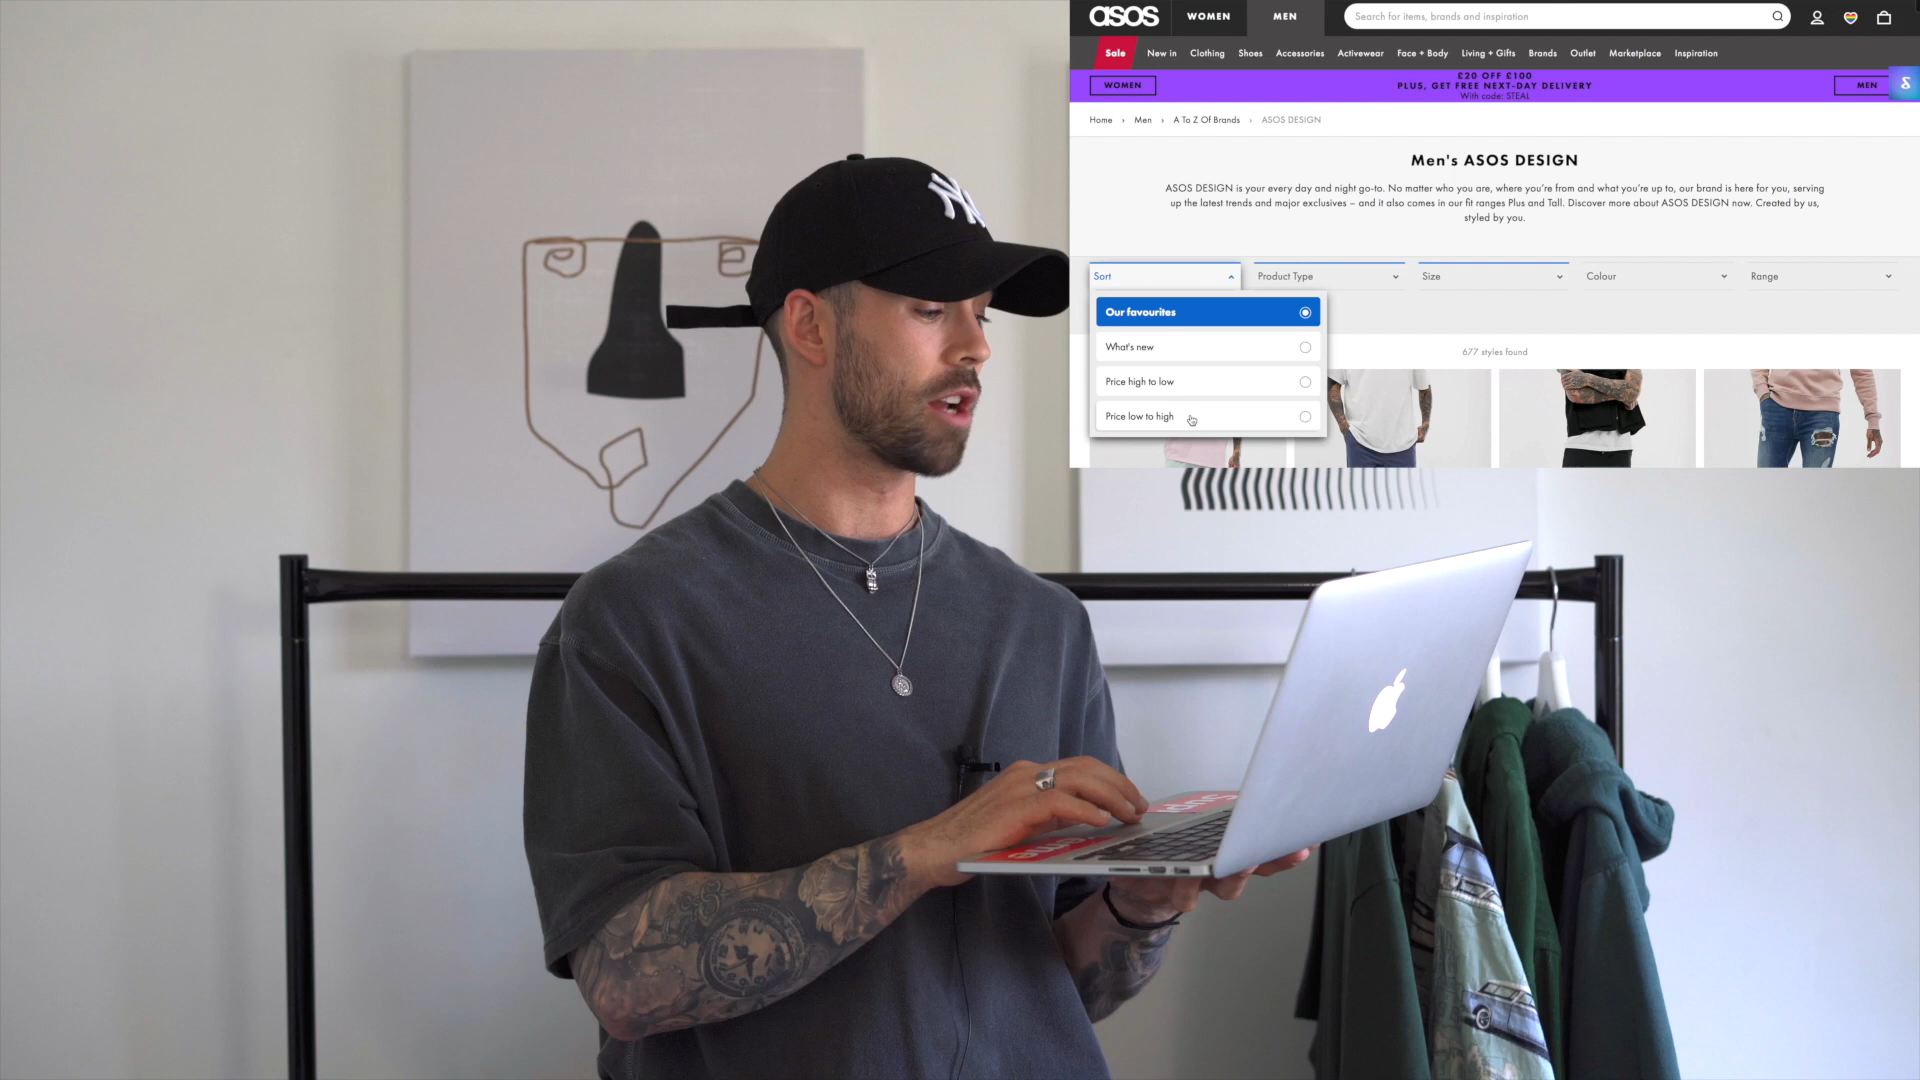 asos
WOMEN
MEN
Search for items, brands and inspiration
Sale
New in
Clothing
Shoes
Accessories
Activewear
Face + Body
Living + Gifts
Brands
Outlet
Marketplace
Inspiration
WOMEN
£20 OFF £100
PLUS, GET FREE NEXT-DAY DELIVERY
With code: STEAL
MEN
Home › Men › A To Z Of Brands › ASOS DESIGN
Men's ASOS DESIGN
ASOS DESIGN is your every day and night go-to. No matter who you are, where you're from and what you're up to, our brand is here for you, serving
up the latest trends and major exclusives – and it also comes in our fit ranges Plus and Tall. Discover more about ASOS DESIGN now. Created by us,
styled by you.
Sort
Product Type
Size
Colour
Range
Our favourites
What's new
Price high to low
Price low to high
677 styles found
NY